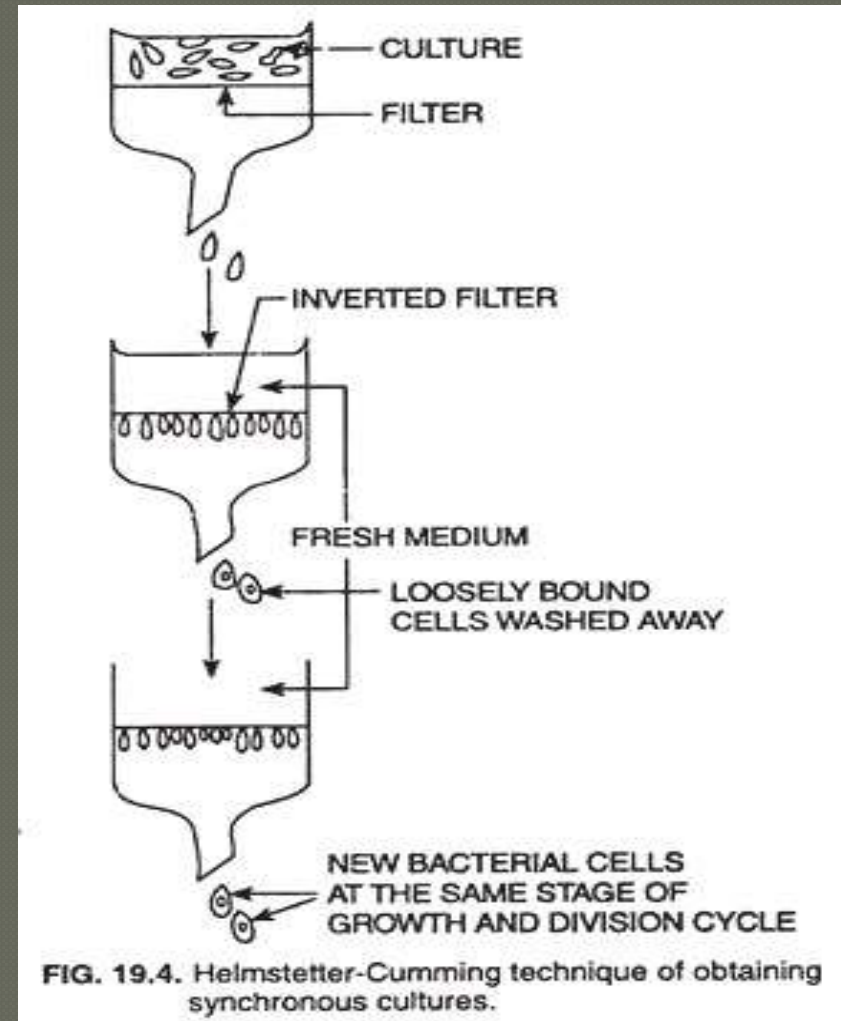 CULTURE
FILTER
INVERTED FILTER
FRESH MEDIUM
LOOSELY BOUND
CELLS WASHED AWAY
NEW BACTERIAL CELLS
AT THE SAME STAGE OF
GROWTH AND DIVISION CYCLE
FIG. 19.4. Helmstetter-Cumming technique of obtaining
synchronous cultures.